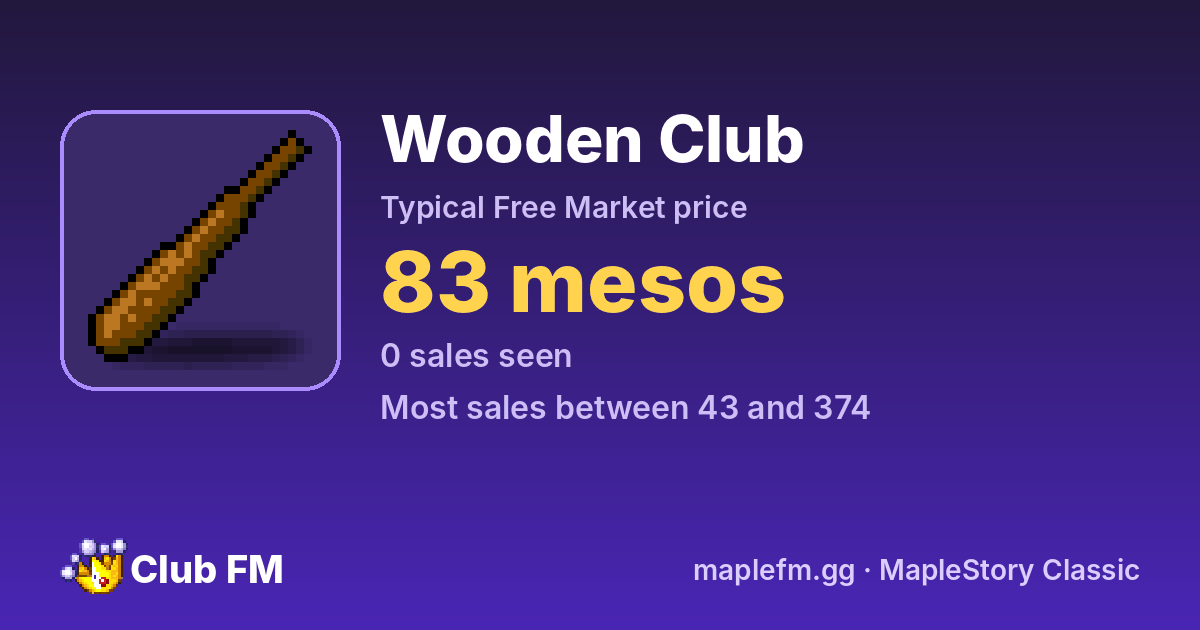 Wooden Club
Typical Free Market price
83 mesos
0 sales seen
Most sales between 43 and 374
Club FM
maplefm.gg · MapleStory Classic